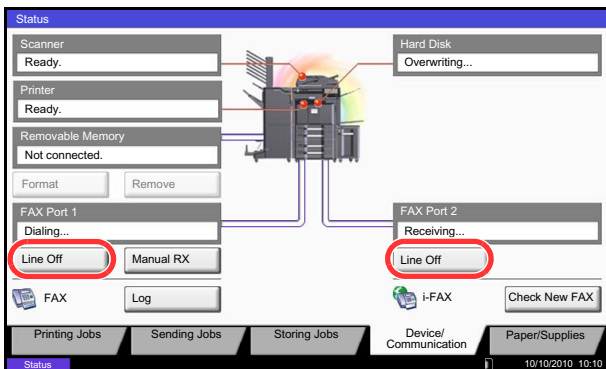 Status
Scanner
Ready.
Hard Disk
Overwriting...
Printer
Ready.
Removable Memory
Not connected.
Format
Remove
FAX Port 1
Dialing...
FAX Port 2
Receiving...
Line Off
Manual RX
Line Off
FAX
Log
i-FAX
Check New FAX
Printing Jobs
Sending Jobs
Storing Jobs
Device/
Communication
Paper/Supplies
Status
10/10/2010 10:10